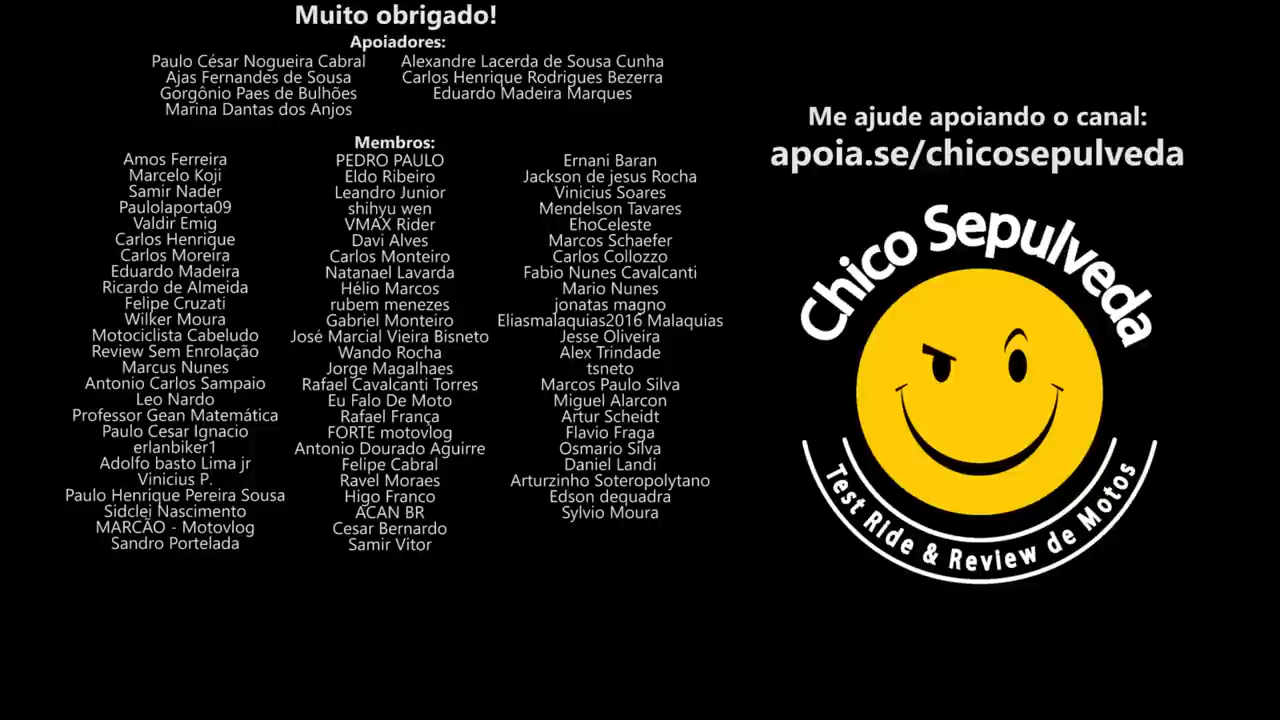 Muito obrigado!
Apoiadores:
Paulo César Nogueira Cabral
Ajas Fernandes de Sousa
Gorgônio Paes de Bulhões
Marina Dantas dos Anjos
Alexandre Lacerda de Sousa Cunha
Carlos Henrique Rodrigues Bezerra
Eduardo Madeira Marques
Membros:
Amos Ferreira
Marcelo Koji
Samir Nader
Paulolaporta09
Valdir Emig
Carlos Henrique
Carlos Moreira
Eduardo Madeira
Ricardo de Almeida
Felipe Cruzati
Wilker Moura
Motociclista Cabeludo
Review Sem Enrolação
Marcus Nunes
Antonio Carlos Sampaio
Leo Nardo
Professor Gean Matemática
Paulo Cesar Ignacio
erlanbiker1
Adolfo basto Lima jr
Vinicius P.
Paulo Henrique Pereira Sousa
Sidclei Nascimento
MARCÃO - Motovlog
Sandro Portelada
PEDRO PAULO
Eldo Ribeiro
Leandro Junior
shihyu wen
VMAX Rider
Davi Alves
Carlos Monteiro
Natanael Lavarda
Hélio Marcos
rubem menezes
Gabriel Monteiro
José Marcial Vieira Bisneto
Wando Rocha
Jorge Magalhaes
Rafael Cavalcanti Torres
Eu Falo De Moto
Rafael França
FORTE motovlog
Antonio Dourado Aguirre
Felipe Cabral
Ravel Moraes
Higo Franco
ACAN BR
Cesar Bernardo
Samir Vitor
Ernani Baran
Jackson de jesus Rocha
Vinicius Soares
Mendelson Tavares
EhoCeleste
Marcos Schaefer
Carlos Collozzo
Fabio Nunes Cavalcanti
Mario Nunes
jonatas magno
Eliasmalaquias2016 Malaquias
Jesse Oliveira
Alex Trindade
tsneto
Marcos Paulo Silva
Miguel Alarcon
Artur Scheidt
Flavio Fraga
Osmario Silva
Daniel Landi
Arturzinho Soteropolytano
Edson dequadra
Sylvio Moura
Me ajude apoiando o canal:
apoia.se/chicosepulveda
Chico Sepulveda
Test Ride & Review de Motos